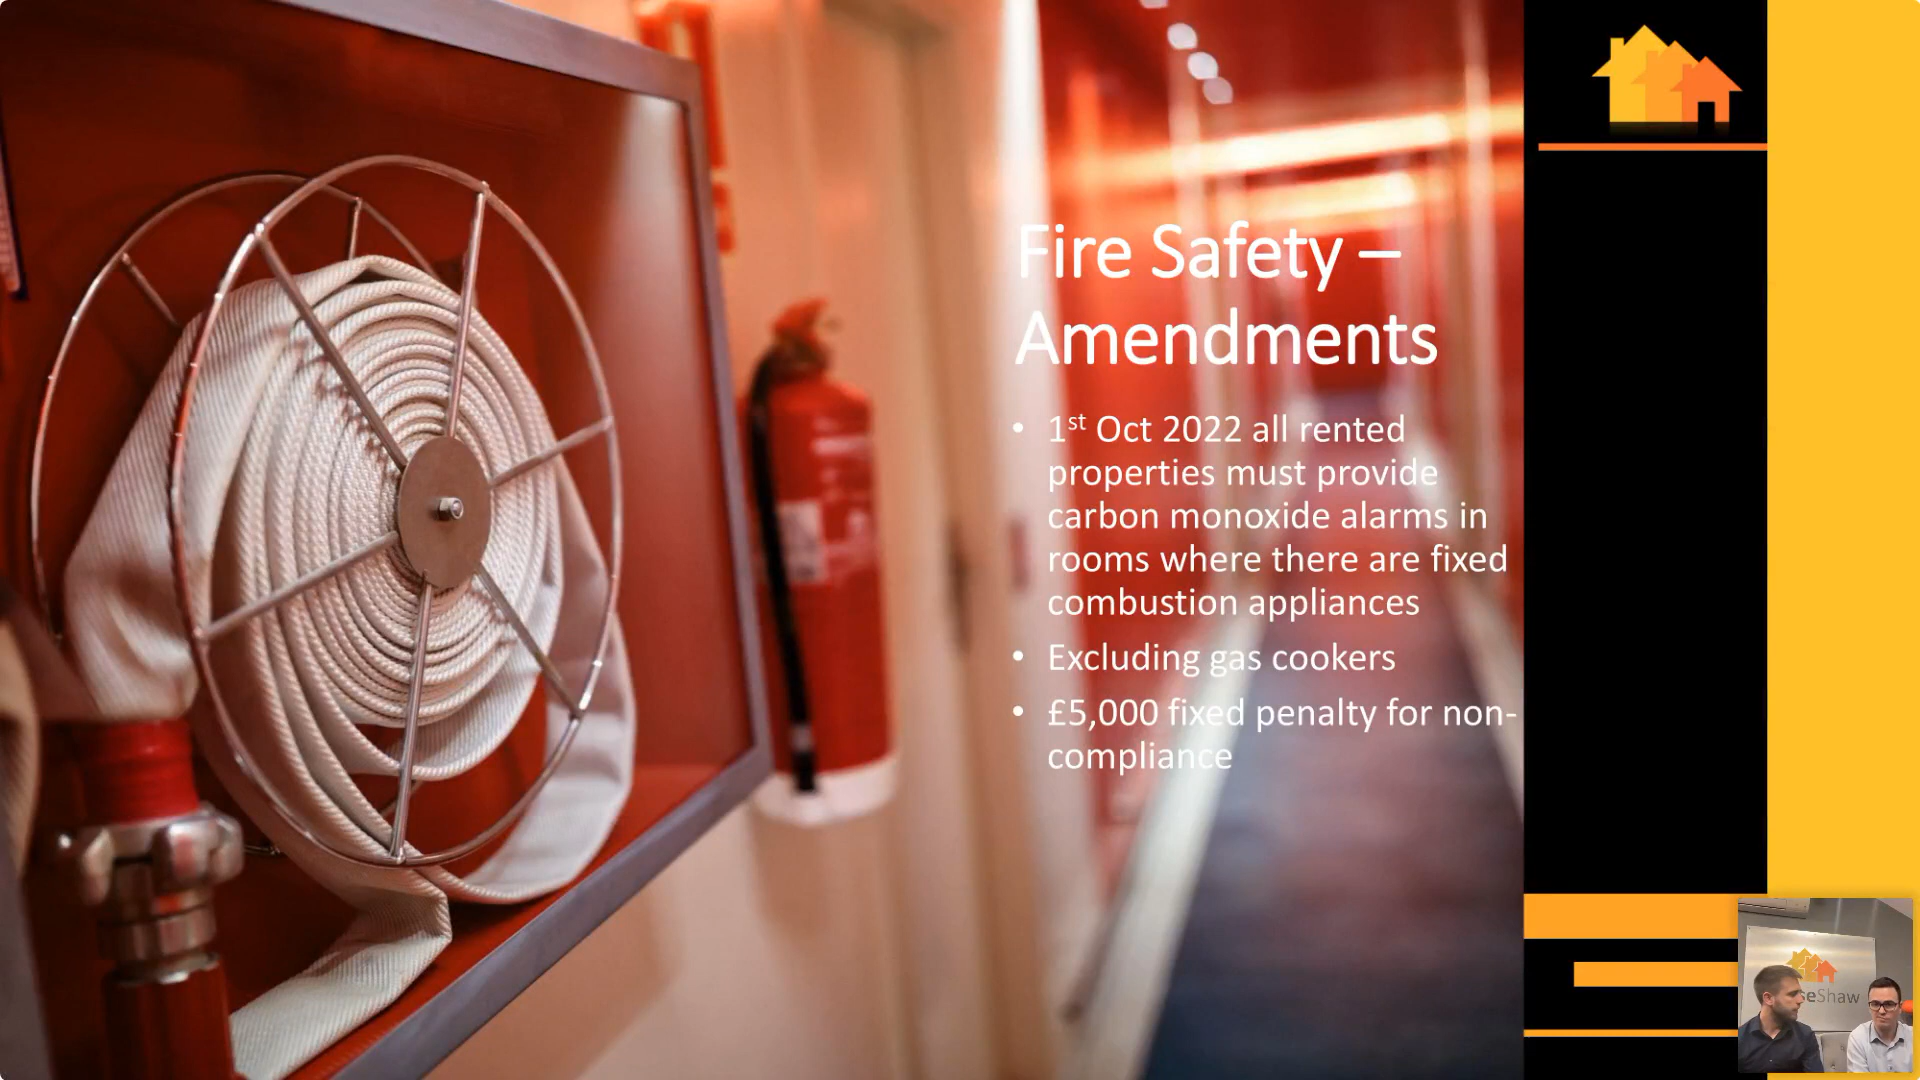 Fire Safety –
Amendments
• 1st Oct 2022 all rented
properties must provide
carbon monoxide alarms in
rooms where there are fixed
combustion appliances
• Excluding gas cookers
• £5,000 fixed penalty for non-
compliance
seShaw